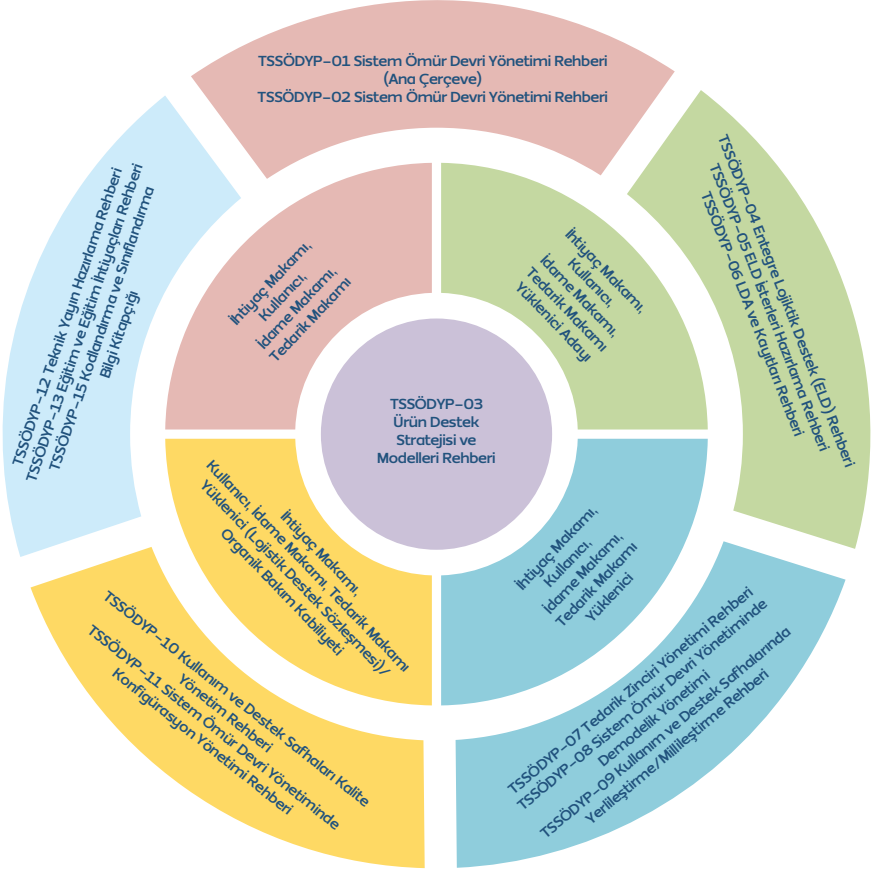 TSSÖDYP-01 Sistem Ömür Devri Yönetimi Rehberi
(Ana Çerçeve)
TSSÖDYP-02 Sistem Ömür Devri Yönetimi Rehberi
TSSÖDYP-04 Entegre Lojiktik Destek (ELD) Rehberi
TSSÖDYP-05 ELD İsterleri Hazırlama Rehberi
TSSÖDYP-06 LDA ve Kayıtları Rehberi
TSSÖDYP-07 Tedarik Zinciri Yönetimi Rehberi
TSSÖDYP-08 Sistem Ömür Devri Yönetiminde
Demodelik Yönetimi
TSSÖDYP-09 Kullanım ve Destek Safhalarında
Yerlileştirme/Millileştirme Rehberi
TSSÖDYP-10 Kullanım ve Destek Safhaları Kalite
Yönetim Rehberi
TSSÖDYP-11 Sistem Ömür Devri Yönetiminde
Konfigürasyon Yönetimi Rehberi
TSSÖDYP-12 Teknik Yayın Hazırlama Rehberi
TSSÖDYP-13 Eğitim ve Eğitim İhtiyaçları Rehberi
TSSÖDYP-15 Kodlandırma ve Sınıflandırma
Bilgi Kitapçığı
İhtiyaç Makamı,
Kullanıcı,
İdame Makamı,
Tedarik Makamı
İhtiyaç Makamı,
Kullanıcı,
İdame Makamı,
Tedarik Makamı
Yüklenici Adayı
İhtiyaç Makamı,
Kullanıcı,
İdame Makamı,
Tedarik Makamı
Yüklenici
İhtiyaç Makamı,
Kullanıcı, İdame Makamı, Tedarik Makamı
Yüklenici (Lojistik Destek Sözleşmesi)/
Organik Bakım Kabiliyeti
TSSÖDYP-03
Ürün Destek
Stratejisi ve
Modelleri Rehberi